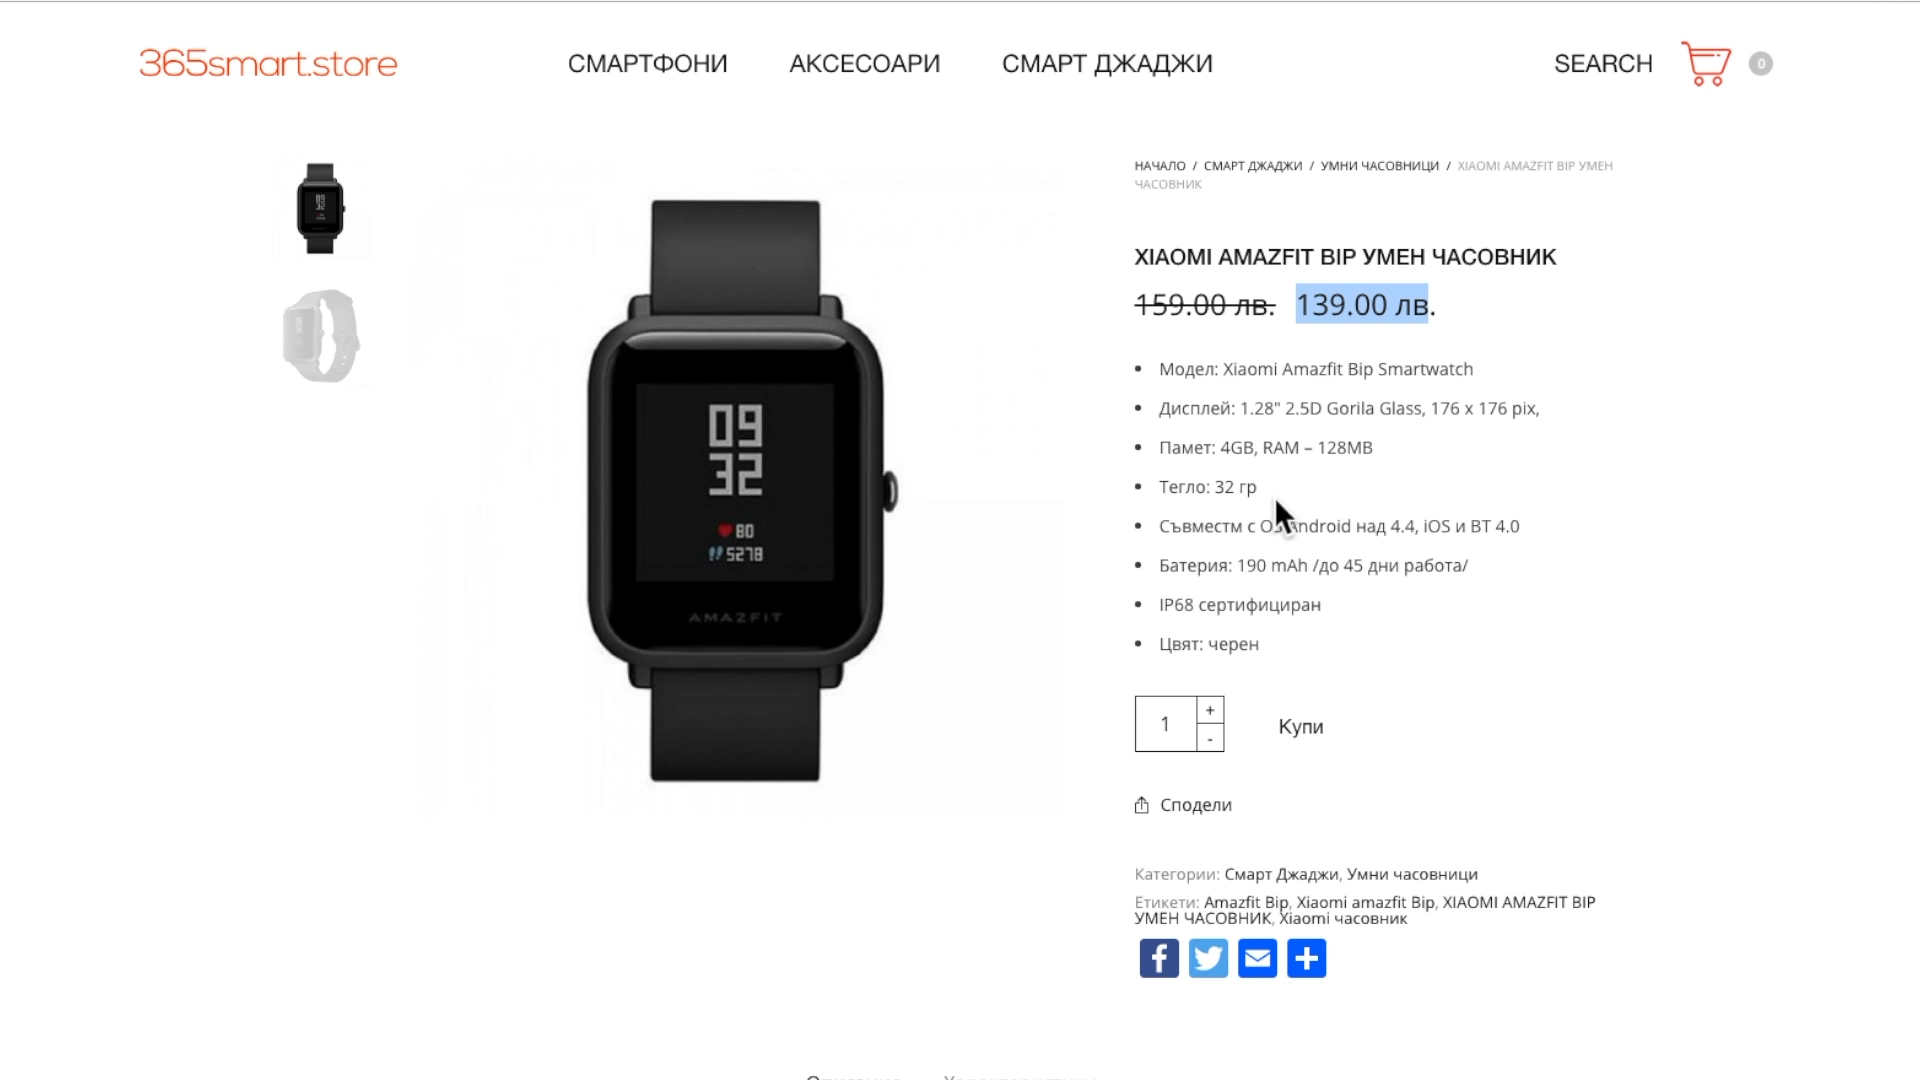 365smart.store
СМАРТФОНИ
АКСЕСОАРИ
СМАРТ ДЖАДЖИ
SEARCH
0
НАЧАЛО / СМАРТ ДЖАДЖИ / УМНИ ЧАСОВНИЦИ / XIAOMI AMAZFIT BIP УМЕН
ЧАСОВНИК
XIAOMI AMAZFIT BIP УМЕН ЧАСОВНИК
159.00 лв. 139.00 лв.
Модел: Xiaomi Amazfit Bip Smartwatch
Дисплей: 1.28" 2.5D Gorila Glass, 176 x 176 pix,
Памет: 4GB, RAM – 128MB
Тегло: 32 гр
Съвместм с OS Android над 4.4, iOS и BT 4.0
Батерия: 190 mAh /до 45 дни работа/
IP68 сертифициран
Цвят: черен
1
+
-
Купи
Сподели
Категории: Смарт Джаджи, Умни часовници
Етикети: Amazfit Bip, Xiaomi amazfit Bip, XIAOMI AMAZFIT BIP
УМЕН ЧАСОВНИК, Xiaomi часовник
09
32
80
5278
AMAZFIT